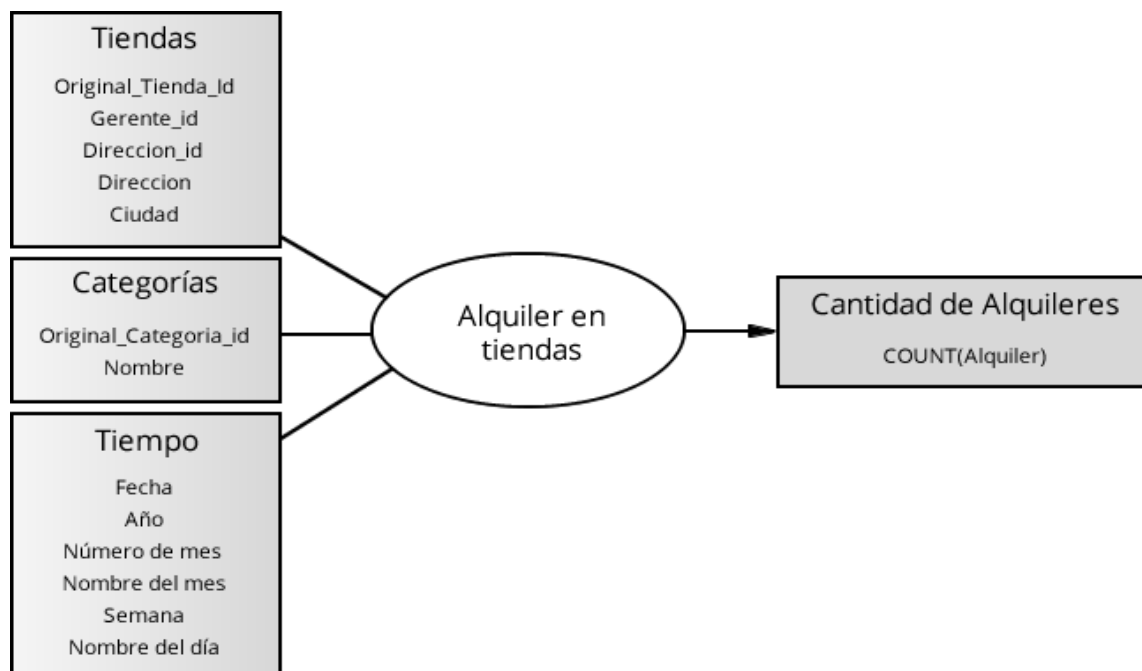 Tiendas
Original_Tienda_Id
Gerente_id
Direccion_id
Direccion
Ciudad
Categorías
Original_Categoria_id
Nombre
Tiempo
Fecha
Año
Número de mes
Nombre del mes
Semana
Nombre del día
Alquiler en
tiendas
Cantidad de Alquileres
COUNT(Alquiler)